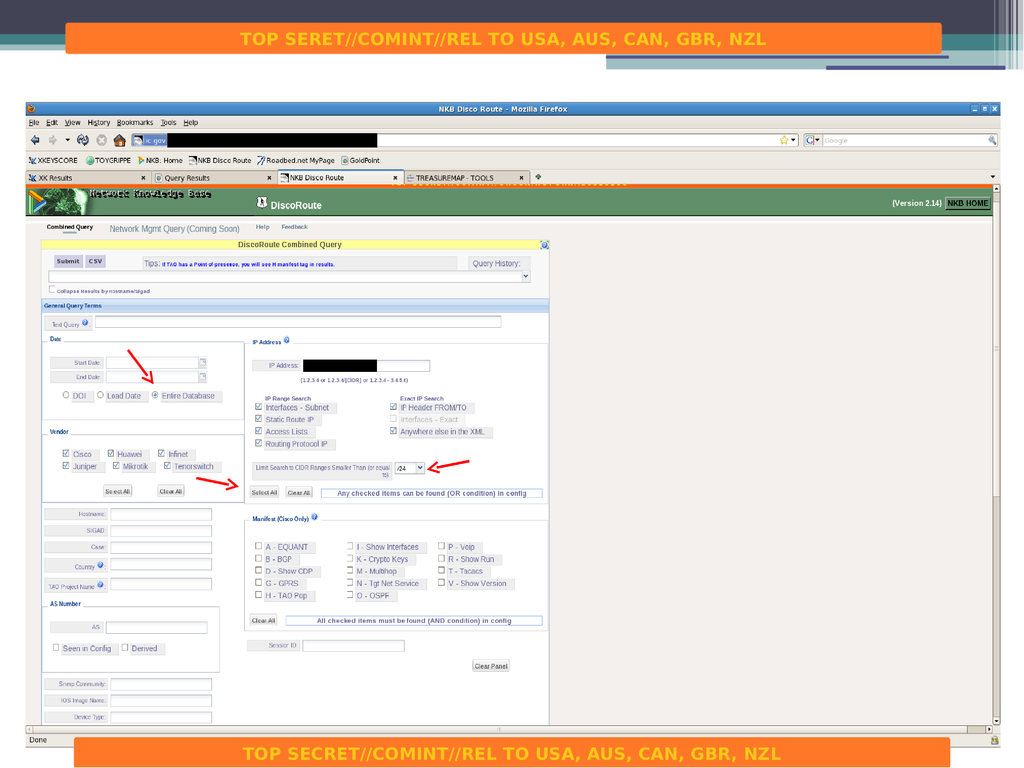 TOP SERET//COMINT//REL TO USA, AUS, CAN, GBR, NZL
NKB Disco Route - Mozilla Firefox
File Edit View History Bookmarks Tools Help
ic.gov
Google
XKEYSCORE TOYGRIPPE NKB: Home NKB Disco Route Roadbed.net MyPage GoldPoint
XK Results Query Results NKB Disco Route TREASUREMAP - TOOLS
Network Knowledge Base
DiscoRoute
(Version 2.14) NKB HOME
Combined Query Network Mgmt Query (Coming Soon) Help Feedback
DiscoRoute Combined Query
Submit CSV Tips: If TAO has a Point-of-presence, you will see H manifest tag in results. Query History:
Collapse Results by hostname/sigad
General Query Terms
Text Query
Date
Start Date:
End Date:
DOI Load Date Entire Database
Vendor
Cisco Huawei Infinet
Juniper Mikrotik Tenorswitch
Select All Clear All
IP Address
IP Address:
(1.2.3.4 or 1.2.3.4/[CIDR] or 1.2.3.4 - 3.4.5.6)
IP Range Search Exact IP Search
Interfaces - Subnet IP Header FROM/TO
Static Route IP Interfaces - Exact
Access Lists Anywhere else in the XML
Routing Protocol IP
Limit Search to CIDR Ranges Smaller Than (or equal to): /24
Select All Clear All Any checked items can be found (OR condition) in config
Hostname:
SIGAD:
Case:
Country
TAO Project Name
AS Number
AS:
Seen in Config Derived
Snmp Community:
IOS Image Name:
Device Type:
Manifest (Cisco Only)
A - EQUANT I - Show Interfaces P - Voip
B - BGP K - Crypto Keys R - Show Run
D - Show CDP M - Multihop T - Tacacs
G - GPRS N - Tgt Net Service V - Show Version
H - TAO Pop O - OSPF
Clear All All checked items must be found (AND condition) in config
Sensor ID:
Clear Panel
Done
TOP SECRET//COMINT//REL TO USA, AUS, CAN, GBR, NZL